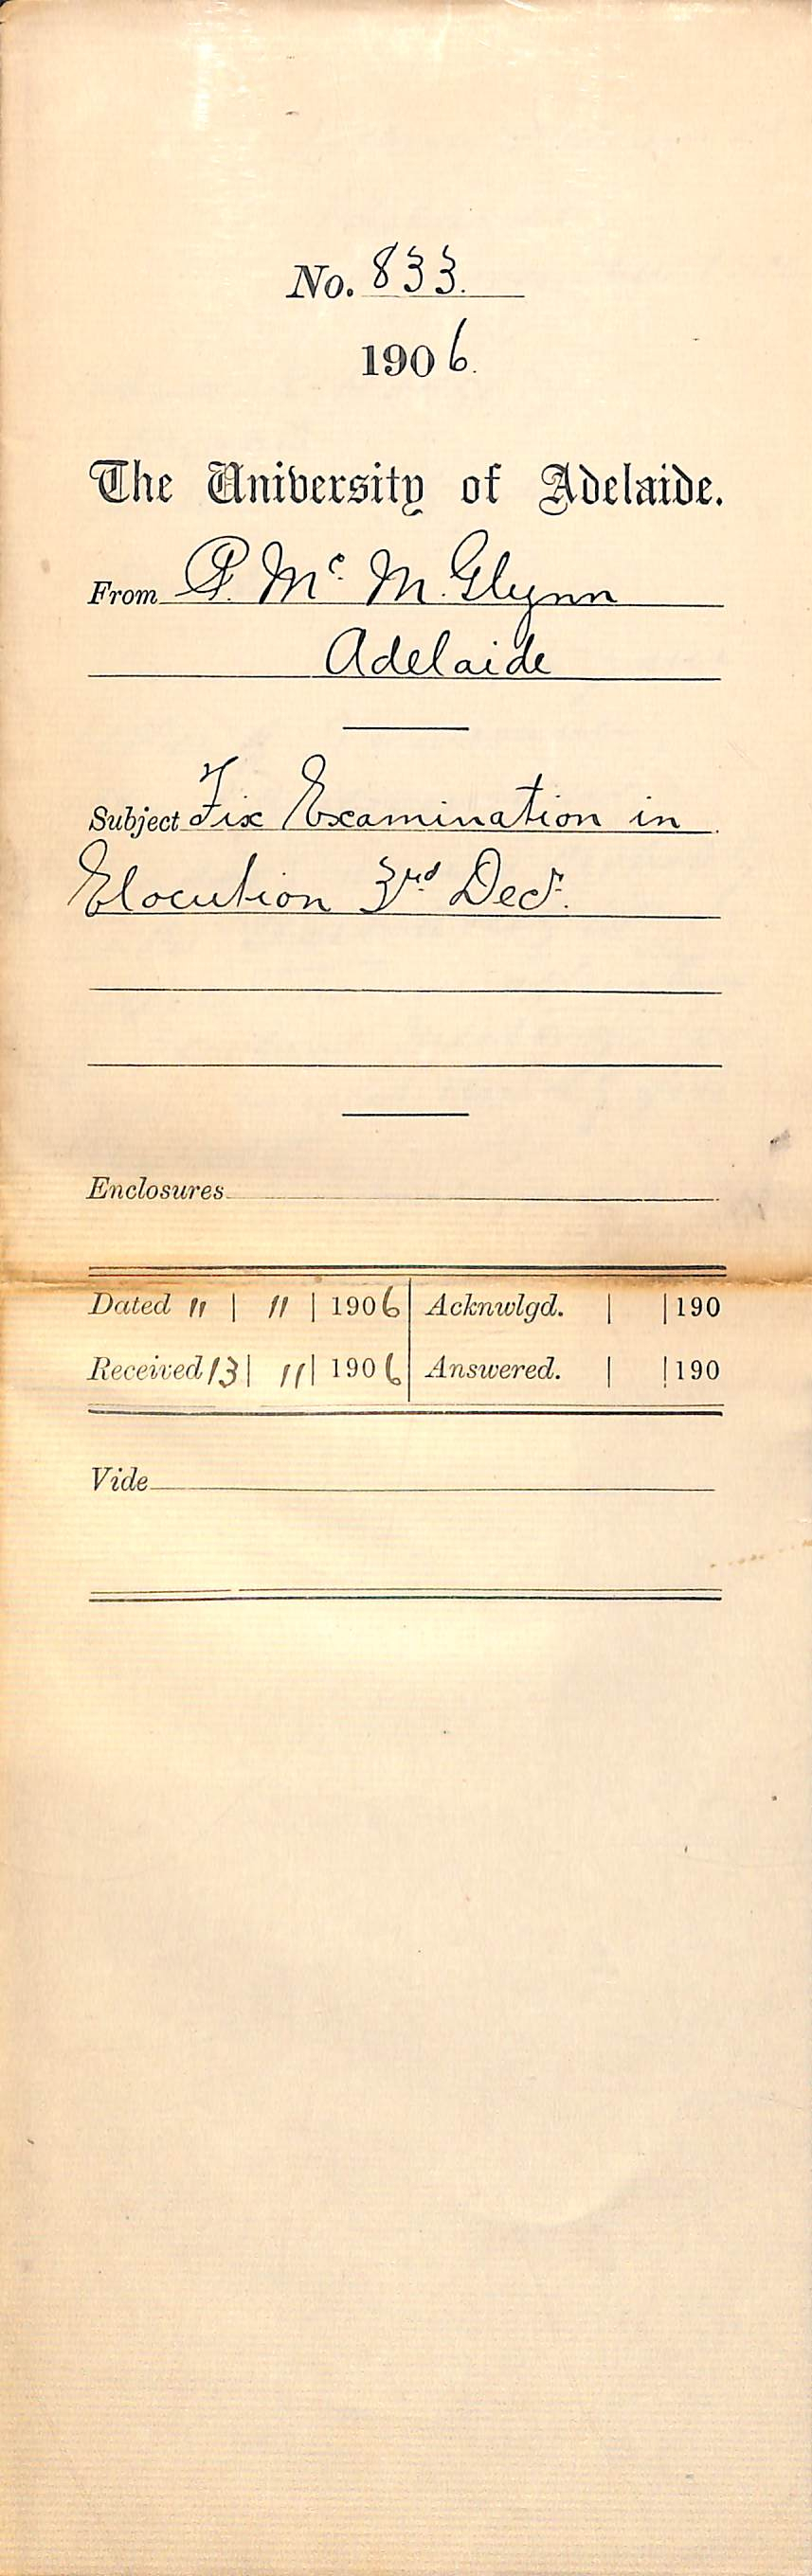 No. 833.
1906.
The University of Adelaide.
From P. Mc. M. Glynn
Adelaide
Subject Fix Examination in
Elocution 3rd Decr.
Enclosures
Dated 11 | 11 | 1906 Acknwlgd. | | 190
Received 13 | 11 | 1906 Answered. | | 190
Vide